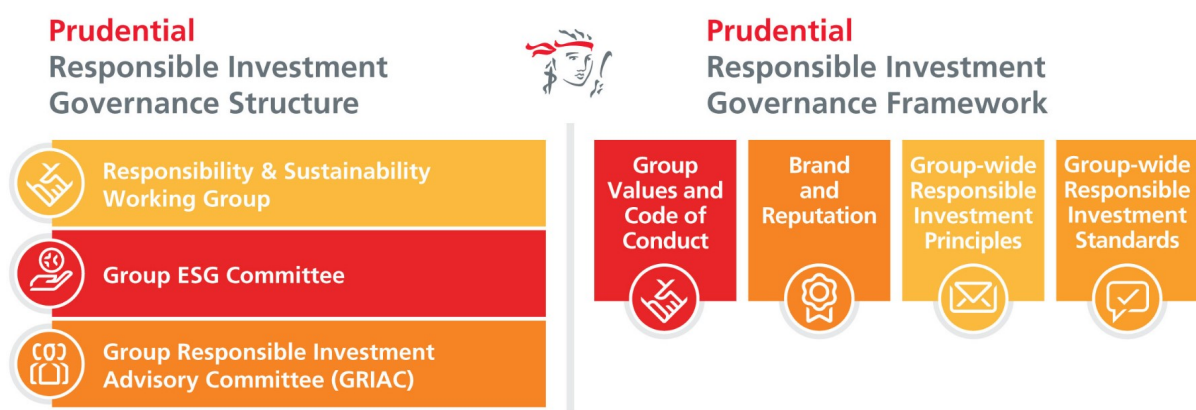 Prudential
Responsible Investment
Governance Structure
Responsibility & Sustainability
Working Group
Group ESG Committee
Group Responsible Investment
Advisory Committee (GRIAC)
Prudential
Responsible Investment
Governance Framework
Group
Values and
Code of
Conduct
Brand
and
Reputation
Group-wide
Responsible
Investment
Principles
Group-wide
Responsible
Investment
Standards